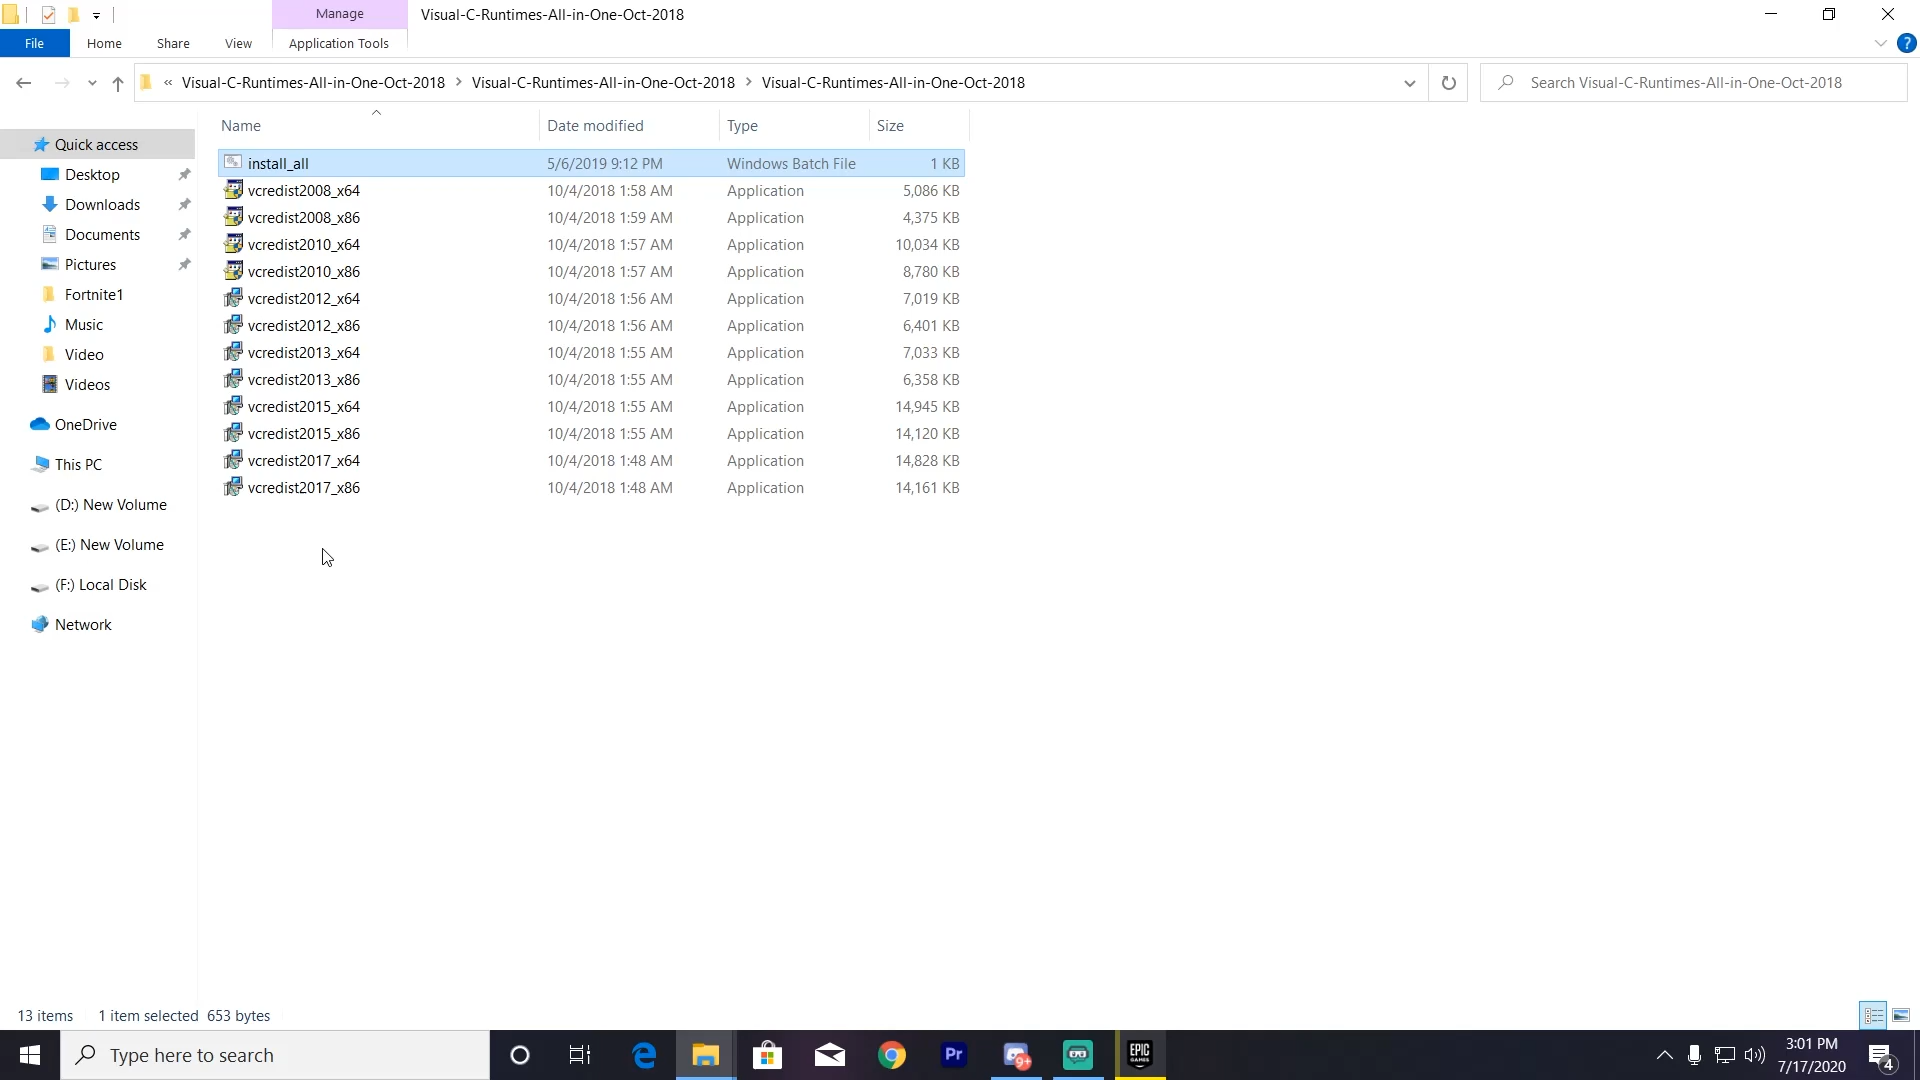 Manage
Visual-C-Runtimes-All-in-One-Oct-2018
File Home Share View Application Tools
?
« Visual-C-Runtimes-All-in-One-Oct-2018 > Visual-C-Runtimes-All-in-One-Oct-2018 > Visual-C-Runtimes-All-in-One-Oct-2018
Search Visual-C-Runtimes-All-in-One-Oct-2018
Quick access
Desktop
Downloads
Documents
Pictures
Fortnite1
Music
Video
Videos
OneDrive
This PC
(D:) New Volume
(E:) New Volume
(F:) Local Disk
Network
Name Date modified Type Size
install_all 5/6/2019 9:12 PM Windows Batch File 1 KB
vcredist2008_x64 10/4/2018 1:58 AM Application 5,086 KB
vcredist2008_x86 10/4/2018 1:59 AM Application 4,375 KB
vcredist2010_x64 10/4/2018 1:57 AM Application 10,034 KB
vcredist2010_x86 10/4/2018 1:57 AM Application 8,780 KB
vcredist2012_x64 10/4/2018 1:56 AM Application 7,019 KB
vcredist2012_x86 10/4/2018 1:56 AM Application 6,401 KB
vcredist2013_x64 10/4/2018 1:55 AM Application 7,033 KB
vcredist2013_x86 10/4/2018 1:55 AM Application 6,358 KB
vcredist2015_x64 10/4/2018 1:55 AM Application 14,945 KB
vcredist2015_x86 10/4/2018 1:55 AM Application 14,120 KB
vcredist2017_x64 10/4/2018 1:48 AM Application 14,828 KB
vcredist2017_x86 10/4/2018 1:48 AM Application 14,161 KB
13 items 1 item selected 653 bytes
Type here to search
Pr
9+
EPIC
GAMES
3:01 PM
7/17/2020
4